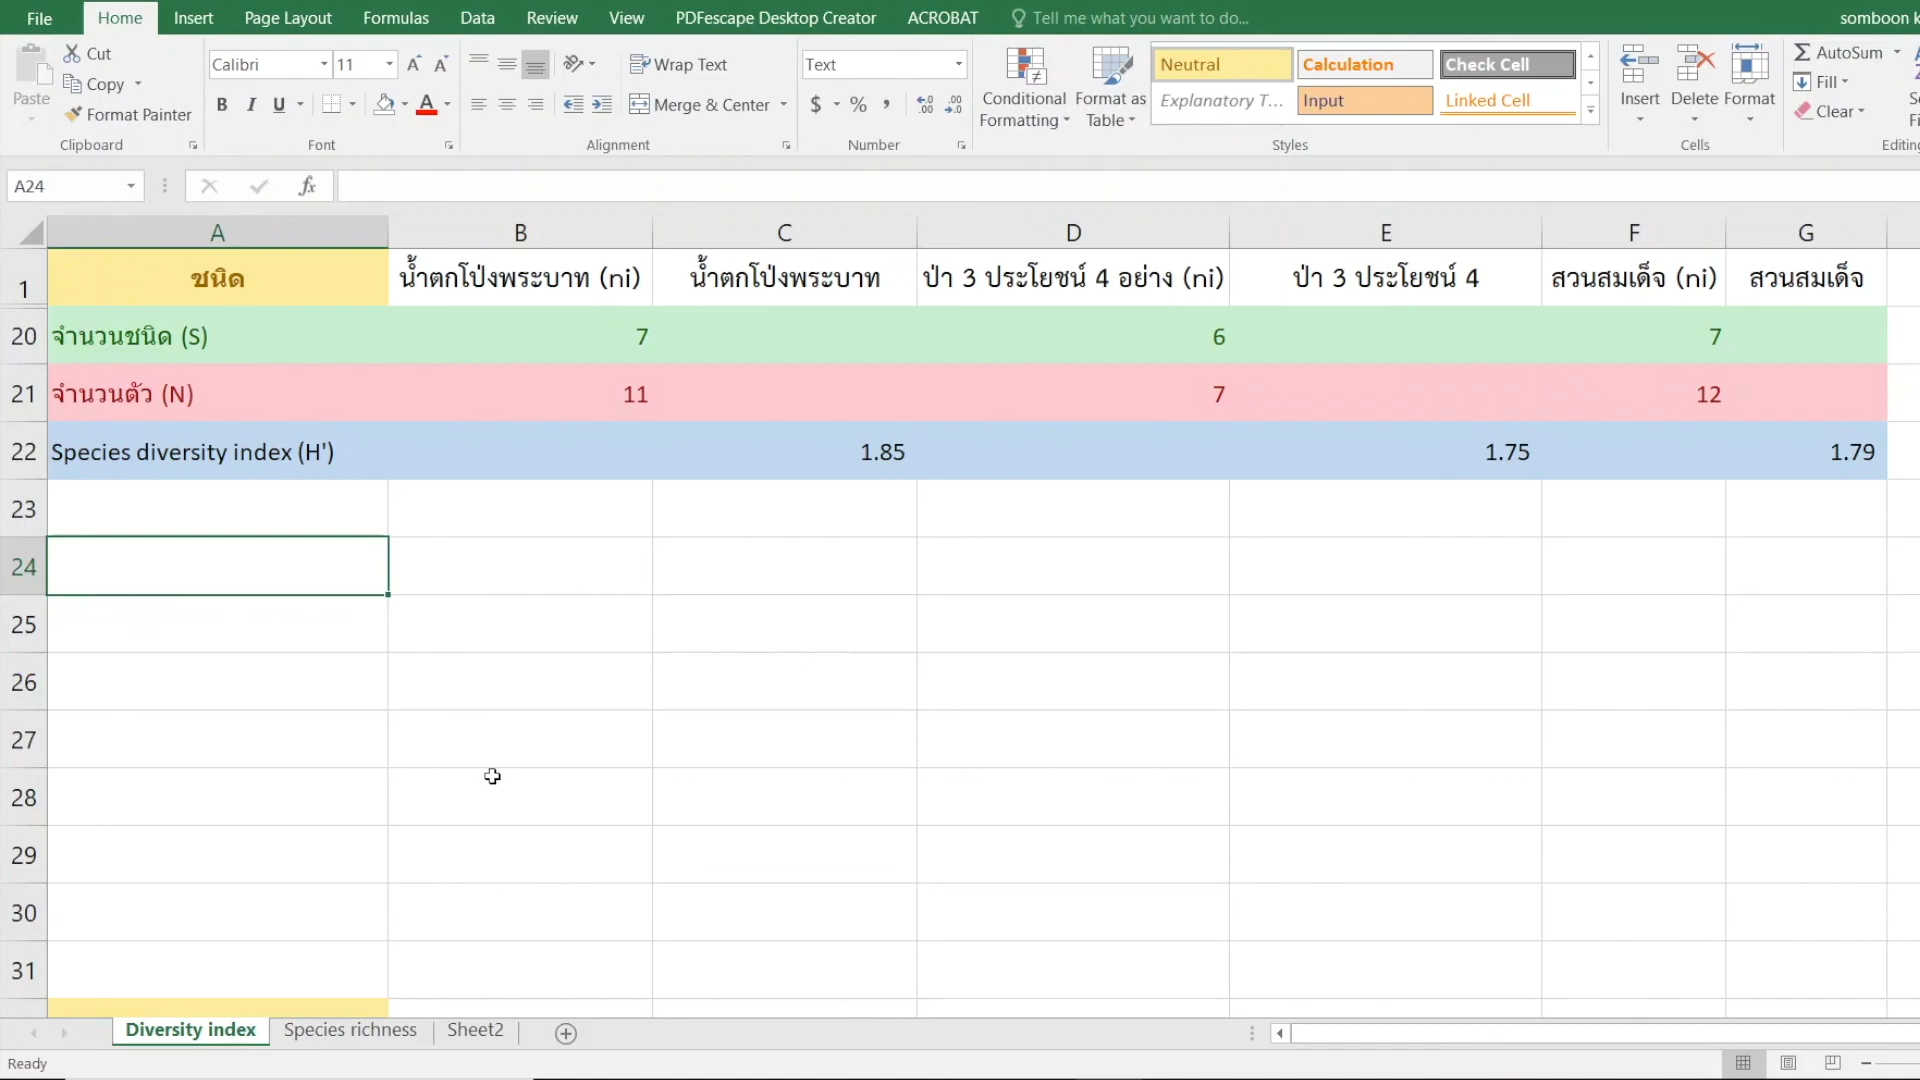 File Home Insert Page Layout Formulas Data Review View PDFescape Desktop Creator ACROBAT Tell me what you want to do... somboon k
Cut
Copy
Format Painter
Paste
Clipboard
Calibri 11
B I U
Font
Wrap Text
Merge & Center
Alignment
Text
$ % ,
Number
Conditional Formatting
Format as Table
Neutral Calculation Check Cell
Explanatory T... Input Linked Cell
Styles
Insert Delete Format
Cells
AutoSum
Fill
Clear
Editing
A24 fx
A B C D E F G
1 ชนิด น้ำตกโป่งพระบาท (ni) น้ำตกโป่งพระบาท ป่า 3 ประโยชน์ 4 อย่าง (ni) ป่า 3 ประโยชน์ 4 สวนสมเด็จ (ni) สวนสมเด็จ
20 จำนวนชนิด (S) 7 6 7
21 จำนวนตัว (N) 11 7 12
22 Species diversity index (H') 1.85 1.75 1.79
23
24
25
26
27
28
29
30
31
Diversity index Species richness Sheet2
Ready